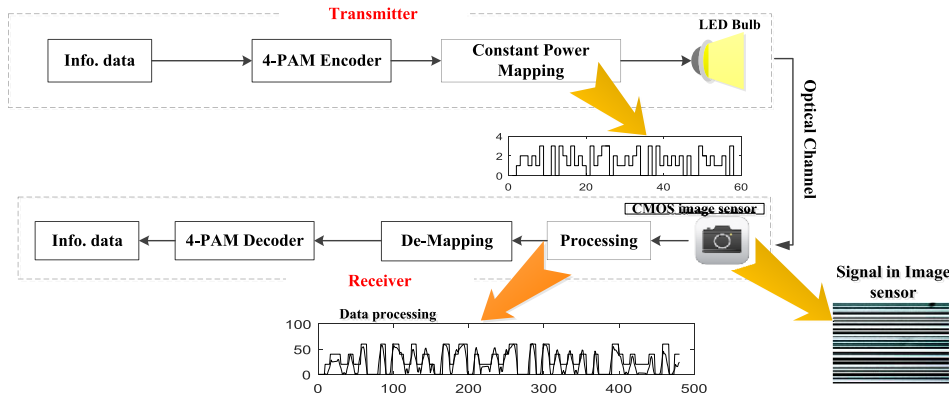 Transmitter
LED Bulb
Info. data
4-PAM Encoder
Constant Power
Mapping
Optical Channel
4
2
0
0
20
40
60
CMOS image sensor
Info. data
4-PAM Decoder
De-Mapping
Processing
Receiver
Signal in Image
sensor
Data processing
100
50
0
0
100
200
300
400
500